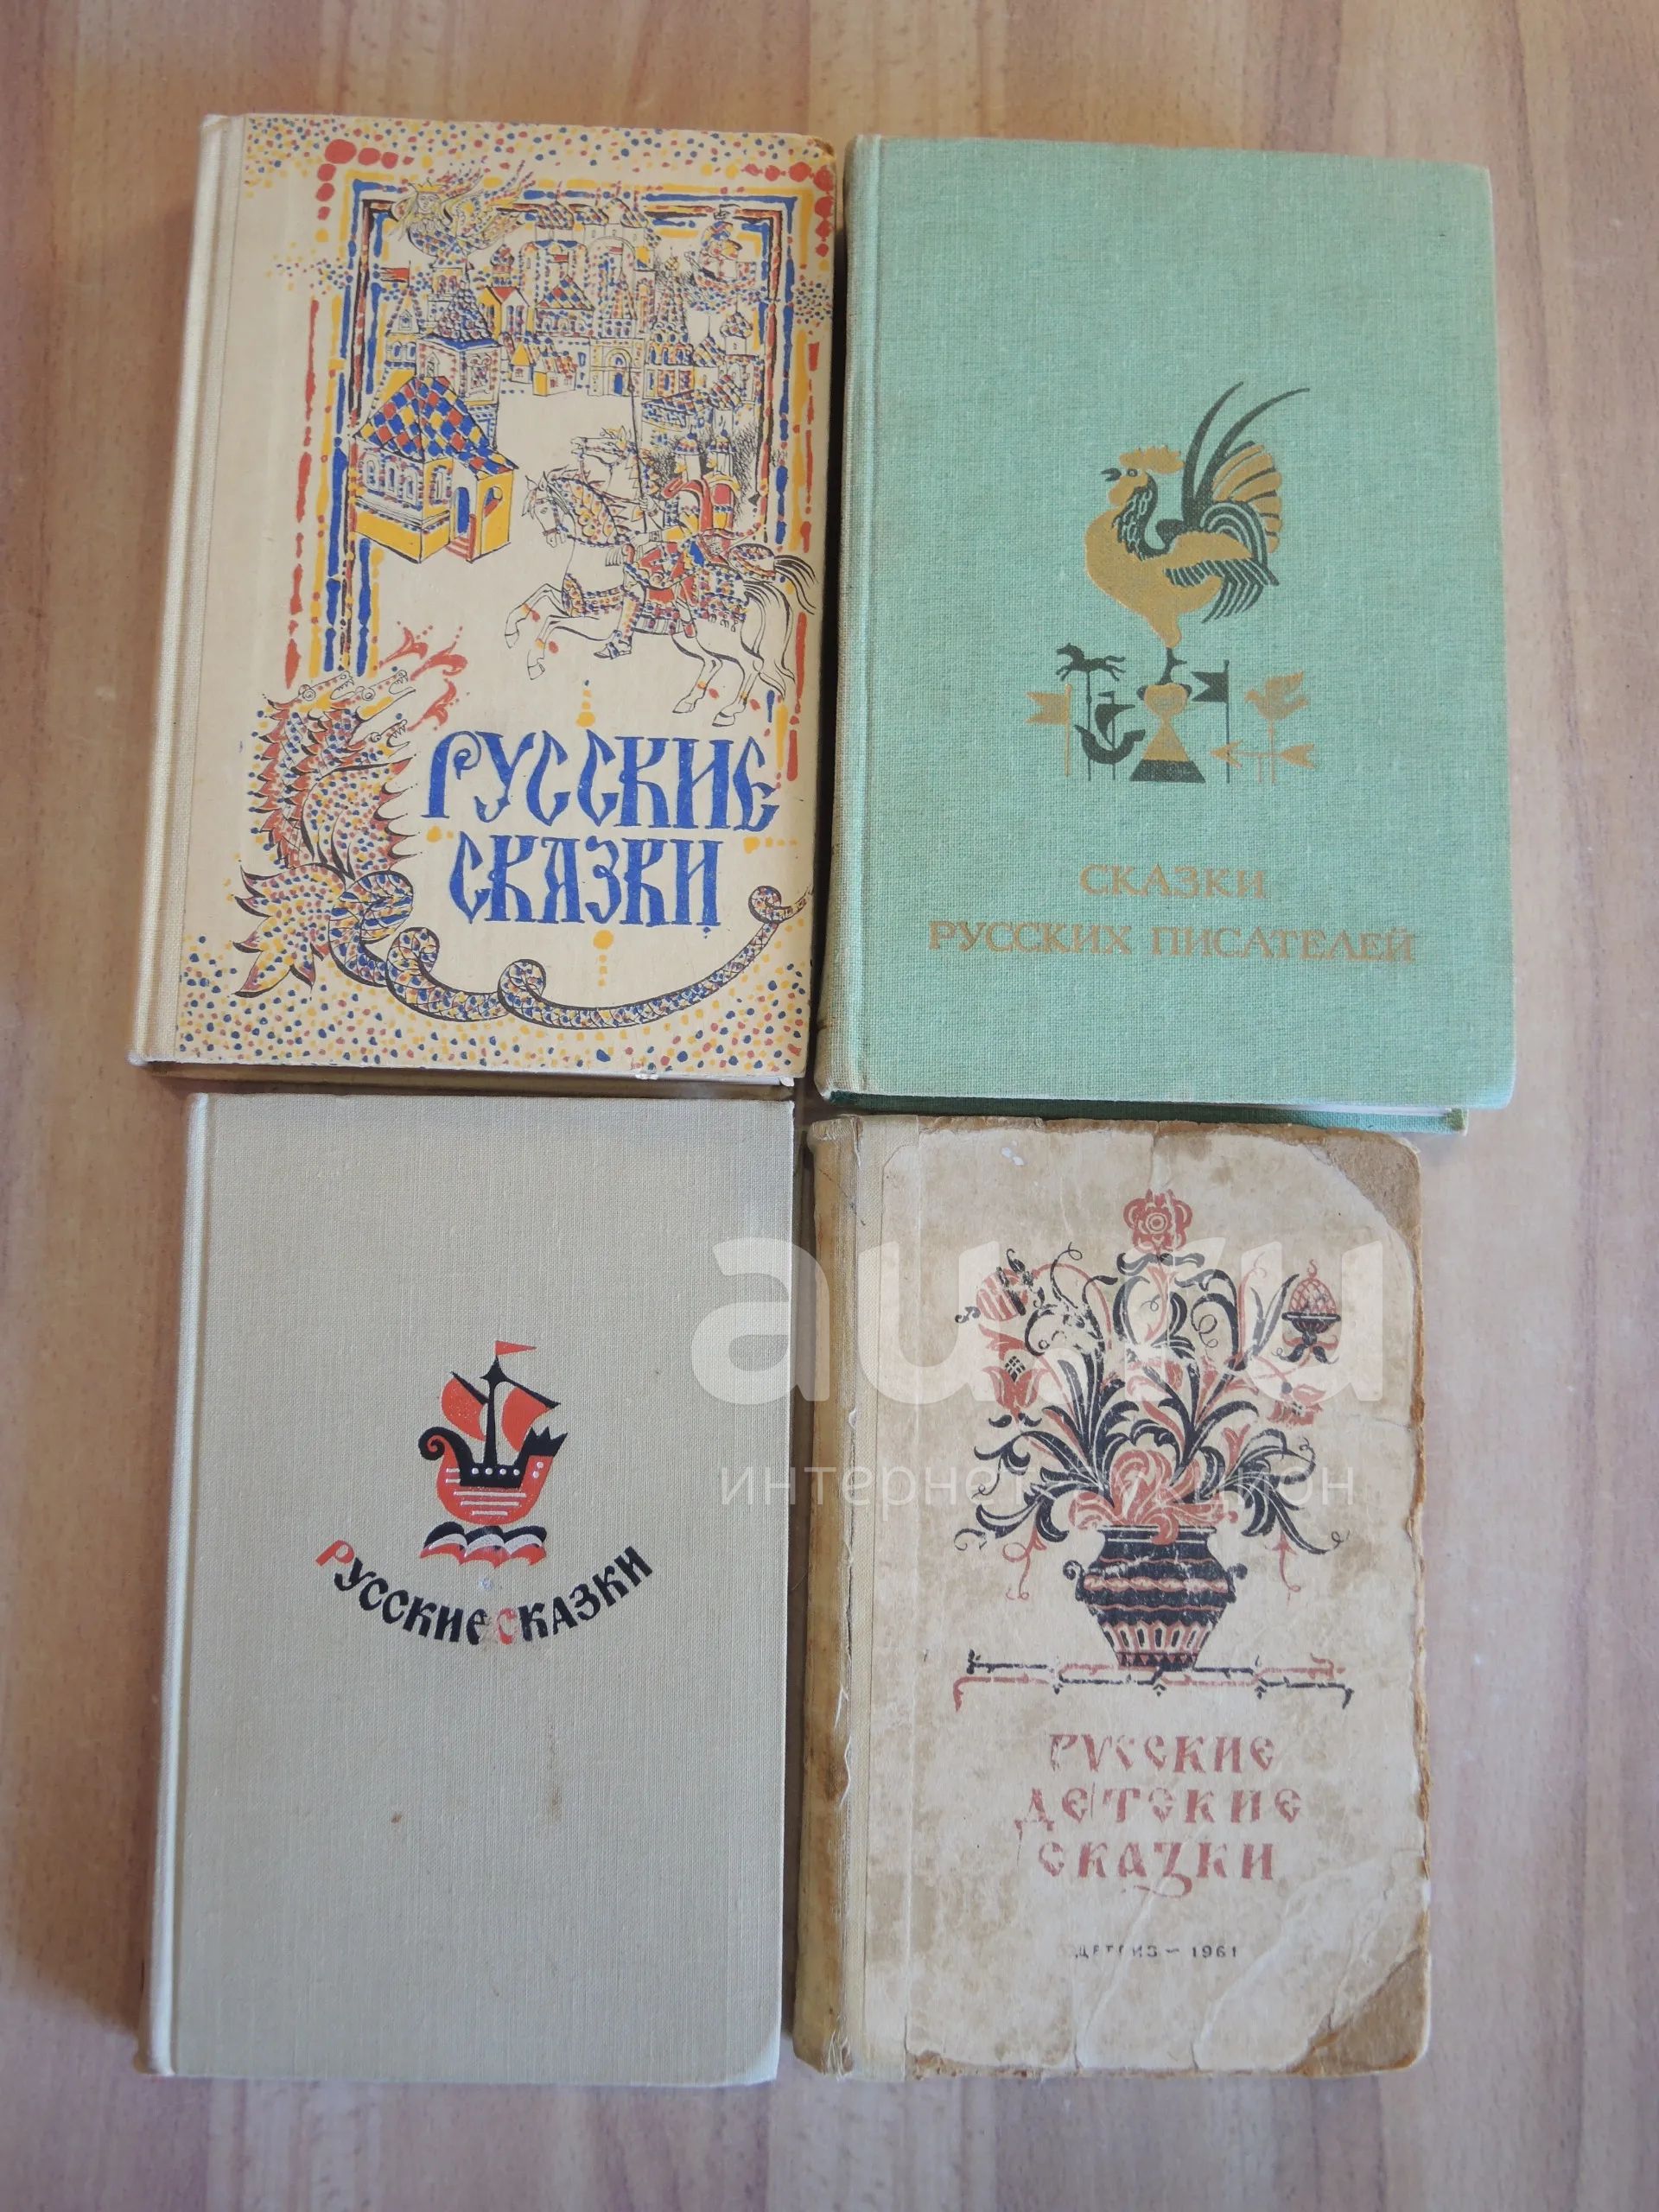 РУССКИЕ
СКАЗКИ
СКАЗКИ
РУССКИХ ПИСАТЕЛЕЙ
РУССКИЕ СКАЗКИ
au.ru
интернет-аукцион
РУССКИЕ
ДЕТСКИЕ
СКАЗКИ
ДЕТГИЗ — 1961